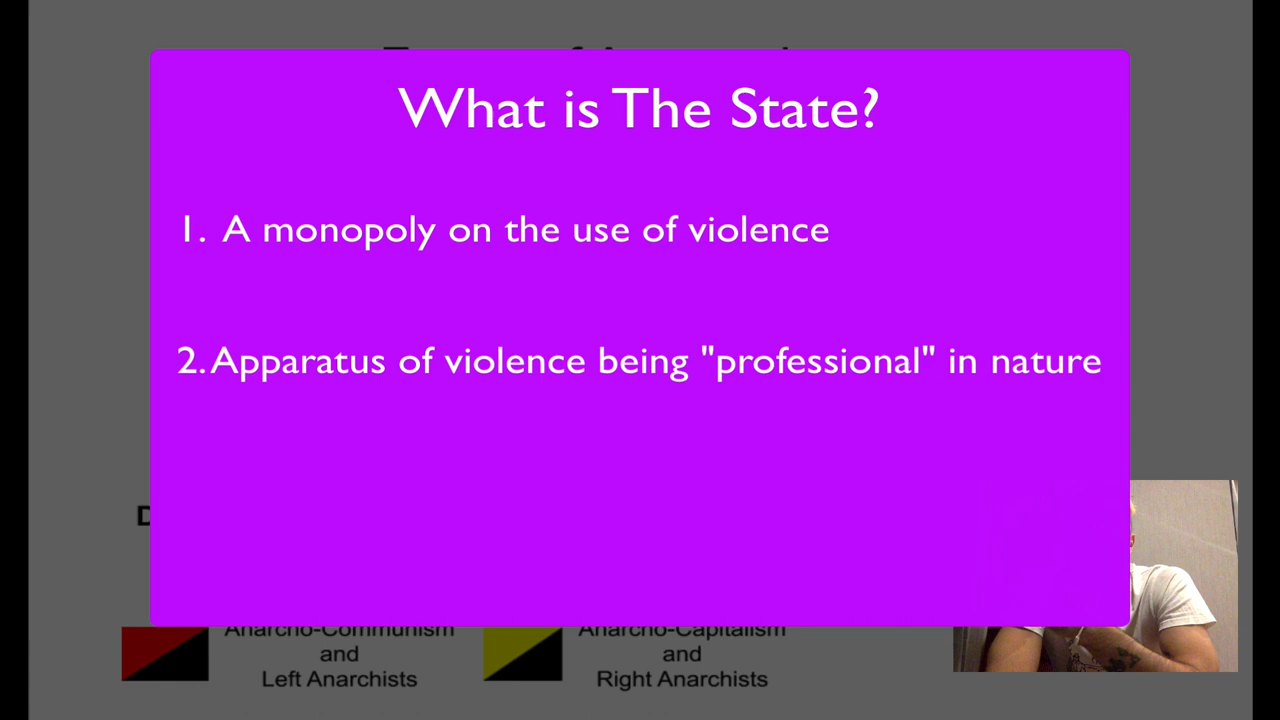 What is The State?
1. A monopoly on the use of violence
2. Apparatus of violence being "professional" in nature
Anarcho-Communism
and
Left Anarchists
Anarcho-Capitalism
and
Right Anarchists